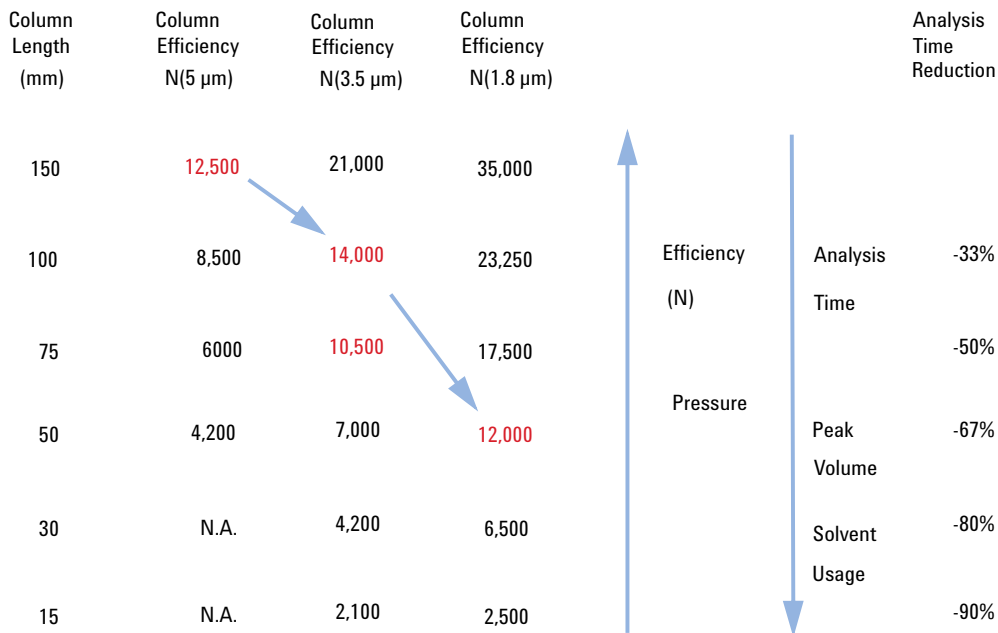 Column Column Column Column Analysis
Length Efficiency Efficiency Efficiency Time
(mm) N(5 µm) N(3.5 µm) N(1.8 µm) Reduction
150 12,500 21,000 35,000
100 8,500 14,000 23,250 Efficiency Analysis -33%
(N) Time
75 6000 10,500 17,500 -50%
Pressure
50 4,200 7,000 12,000 Peak -67%
Volume
30 N.A. 4,200 6,500 Solvent -80%
Usage
15 N.A. 2,100 2,500 -90%